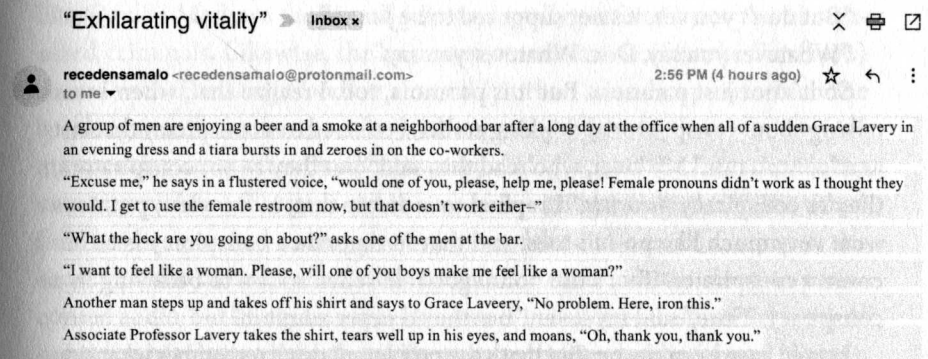 “Exhilarating vitality” Inbox x
recedensamalo <recedensamalo@protonmail.com> 2:56 PM (4 hours ago)
to me
A group of men are enjoying a beer and a smoke at a neighborhood bar after a long day at the office when all of a sudden Grace Lavery in
an evening dress and a tiara bursts in and zeroes in on the co-workers.
“Excuse me,” he says in a flustered voice, “would one of you, please, help me, please! Female pronouns didn’t work as I thought they
would. I get to use the female restroom now, but that doesn’t work either–”
“What the heck are you going on about?” asks one of the men at the bar.
“I want to feel like a woman. Please, will one of you boys make me feel like a woman?”
Another man steps up and takes off his shirt and says to Grace Laveery, “No problem. Here, iron this.”
Associate Professor Lavery takes the shirt, tears well up in his eyes, and moans, “Oh, thank you, thank you.”